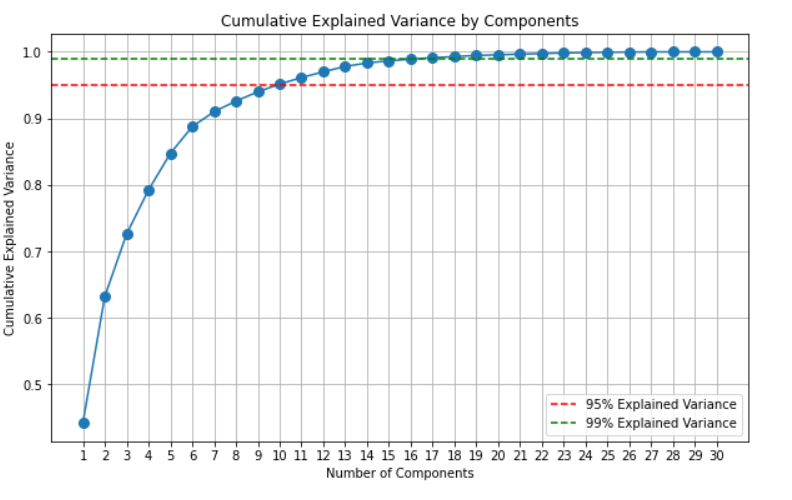 Cumulative Explained Variance by Components
Cumulative Explained Variance
1.0
0.9
0.8
0.7
0.6
0.5
95% Explained Variance
99% Explained Variance
1 2 3 4 5 6 7 8 9 10 11 12 13 14 15 16 17 18 19 20 21 22 23 24 25 26 27 28 29 30
Number of Components